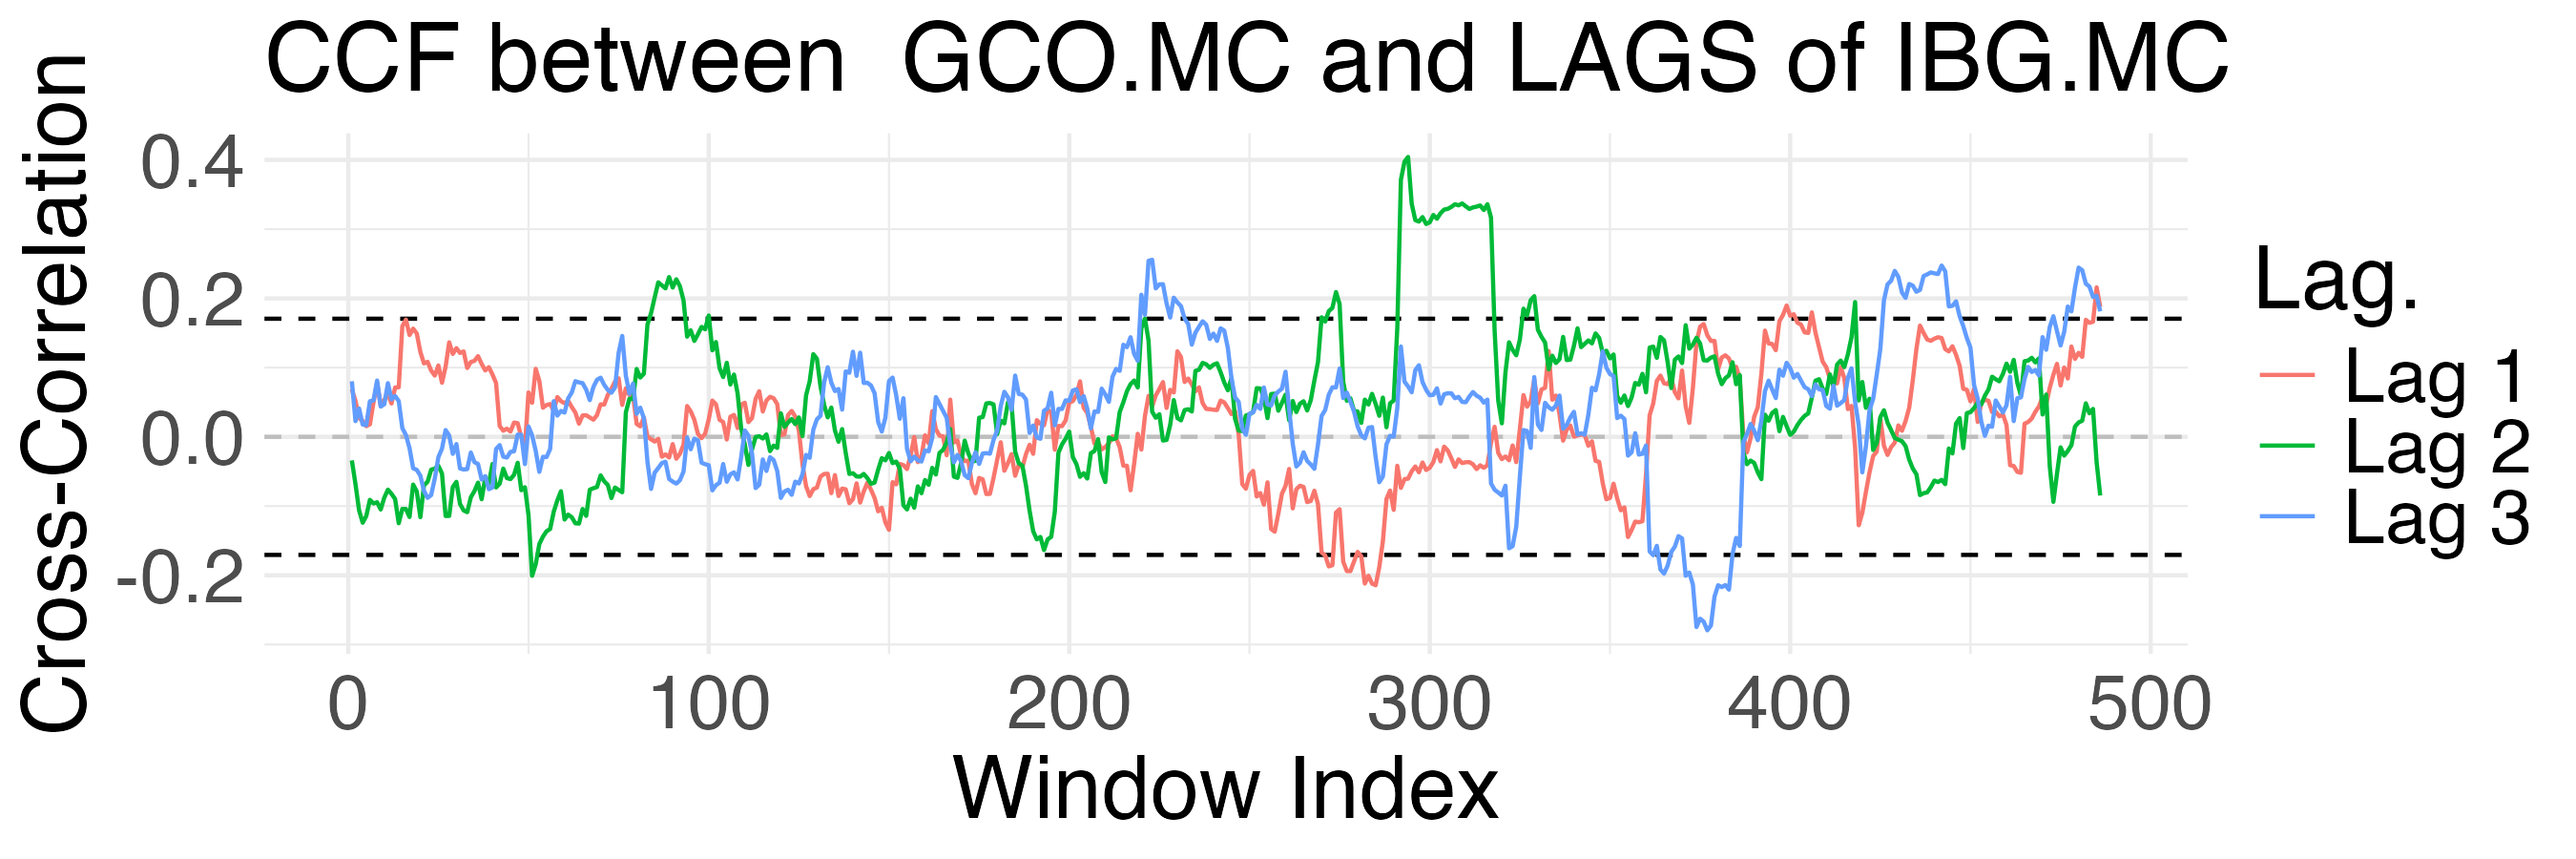 CCF between  GCO.MC and LAGS of IBG.MC
Cross-Correlation
0.4
0.2
0.0
-0.2
0 100 200 300 400 500
Window Index
Lag.
Lag 1
Lag 2
Lag 3